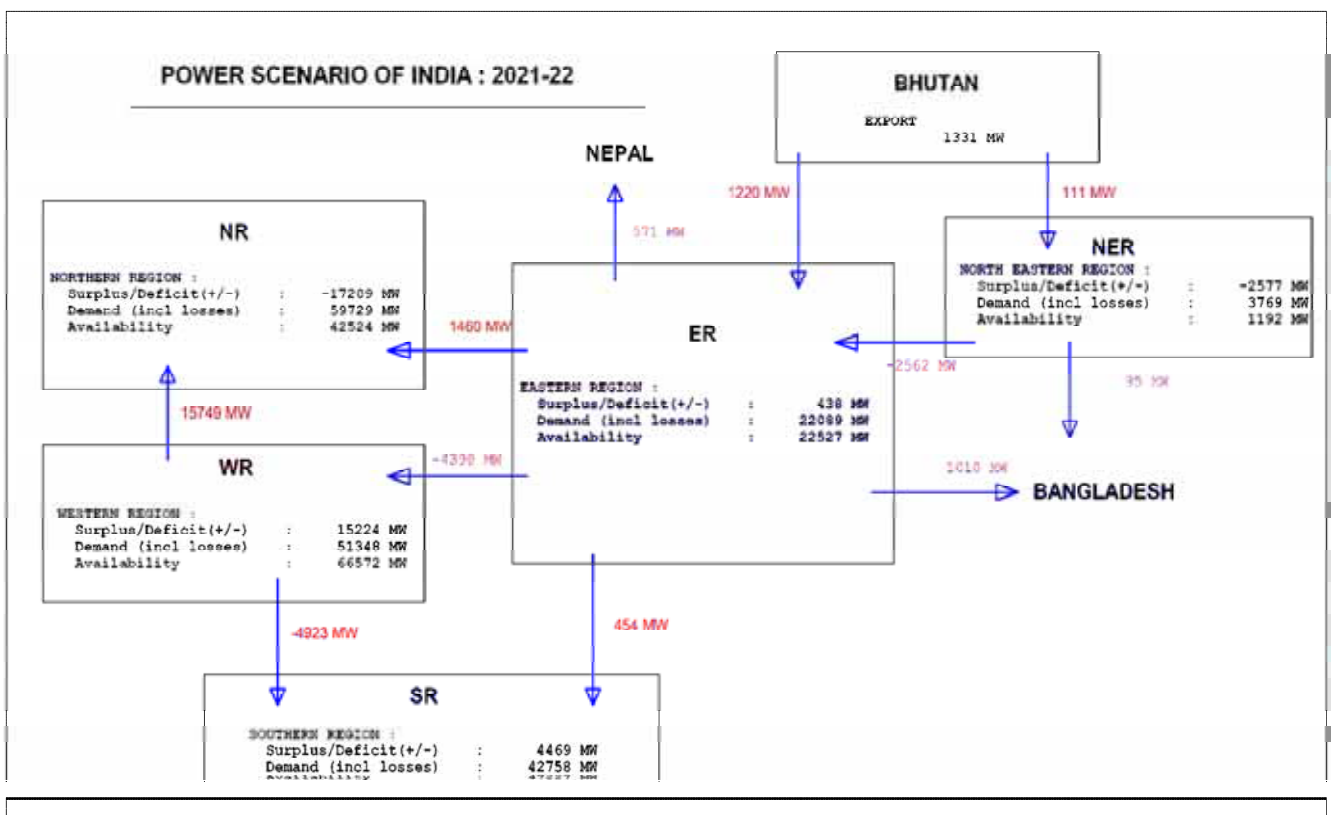 POWER SCENARIO OF INDIA : 2021-22
BHUTAN
EXPORT
1331 MW
NEPAL
1220 MW
111 MW
571 MW
NR
NORTHERN REGION :
Surplus/Deficit(+/-) : -17209 MW
Demand (incl losses) : 59729 MW
Availability : 42524 MW
NER
NORTH EASTERN REGION :
Surplus/Deficit(+/-) : -2577 MW
Demand (incl losses) : 3769 MW
Availability : 1192 MW
1460 MW
ER
EASTERN REGION :
Surplus/Deficit(+/-) : 438 MW
Demand (incl losses) : 22089 MW
Availability : 22527 MW
-2562 MW
95 MW
15749 MW
WR
WESTERN REGION :
Surplus/Deficit(+/-) : 15224 MW
Demand (incl losses) : 51348 MW
Availability : 66572 MW
MW
MW
BANGLADESH
-4923 MW
454 MW
SR
SOUTHERN REGION :
Surplus/Deficit(+/-) : 4469 MW
Demand (incl losses) : 42758 MW